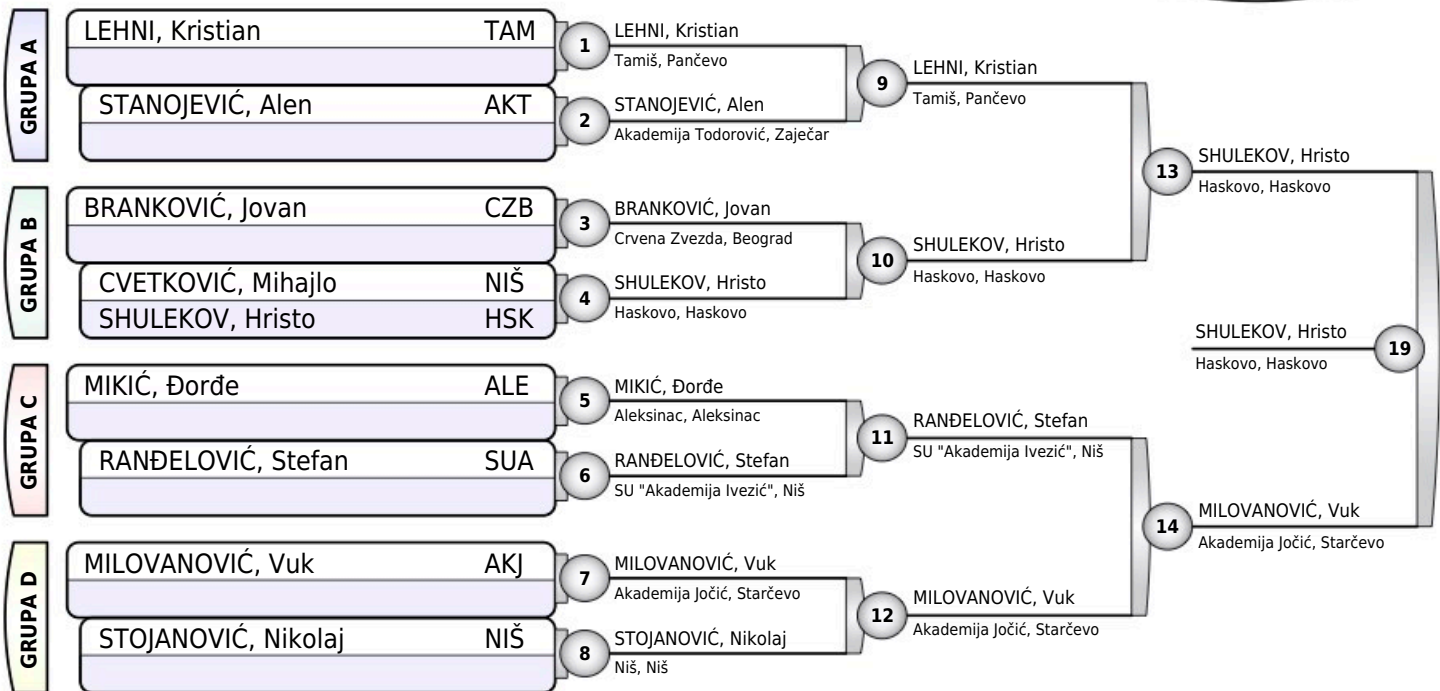 GRUPA A
LEHNI, Kristian TAM
STANOJEVIĆ, Alen AKT
GRUPA B
BRANKOVIĆ, Jovan CZB
CVETKOVIĆ, Mihajlo NIŠ
SHULEKOV, Hristo HSK
GRUPA C
MIKIĆ, Đorđe ALE
RANĐELOVIĆ, Stefan SUA
GRUPA D
MILOVANOVIĆ, Vuk AKJ
STOJANOVIĆ, Nikolaj NIŠ
1 LEHNI, Kristian
Tamiš, Pančevo
2 STANOJEVIĆ, Alen
Akademija Todorović, Zaječar
3 BRANKOVIĆ, Jovan
Crvena Zvezda, Beograd
4 SHULEKOV, Hristo
Haskovo, Haskovo
5 MIKIĆ, Đorđe
Aleksinac, Aleksinac
6 RANĐELOVIĆ, Stefan
SU "Akademija Ivezić", Niš
7 MILOVANOVIĆ, Vuk
Akademija Jočić, Starčevo
8 STOJANOVIĆ, Nikolaj
Niš, Niš
9 LEHNI, Kristian
Tamiš, Pančevo
10 SHULEKOV, Hristo
Haskovo, Haskovo
11 RANĐELOVIĆ, Stefan
SU "Akademija Ivezić", Niš
12 MILOVANOVIĆ, Vuk
Akademija Jočić, Starčevo
13 SHULEKOV, Hristo
Haskovo, Haskovo
14 MILOVANOVIĆ, Vuk
Akademija Jočić, Starčevo
SHULEKOV, Hristo 19
Haskovo, Haskovo